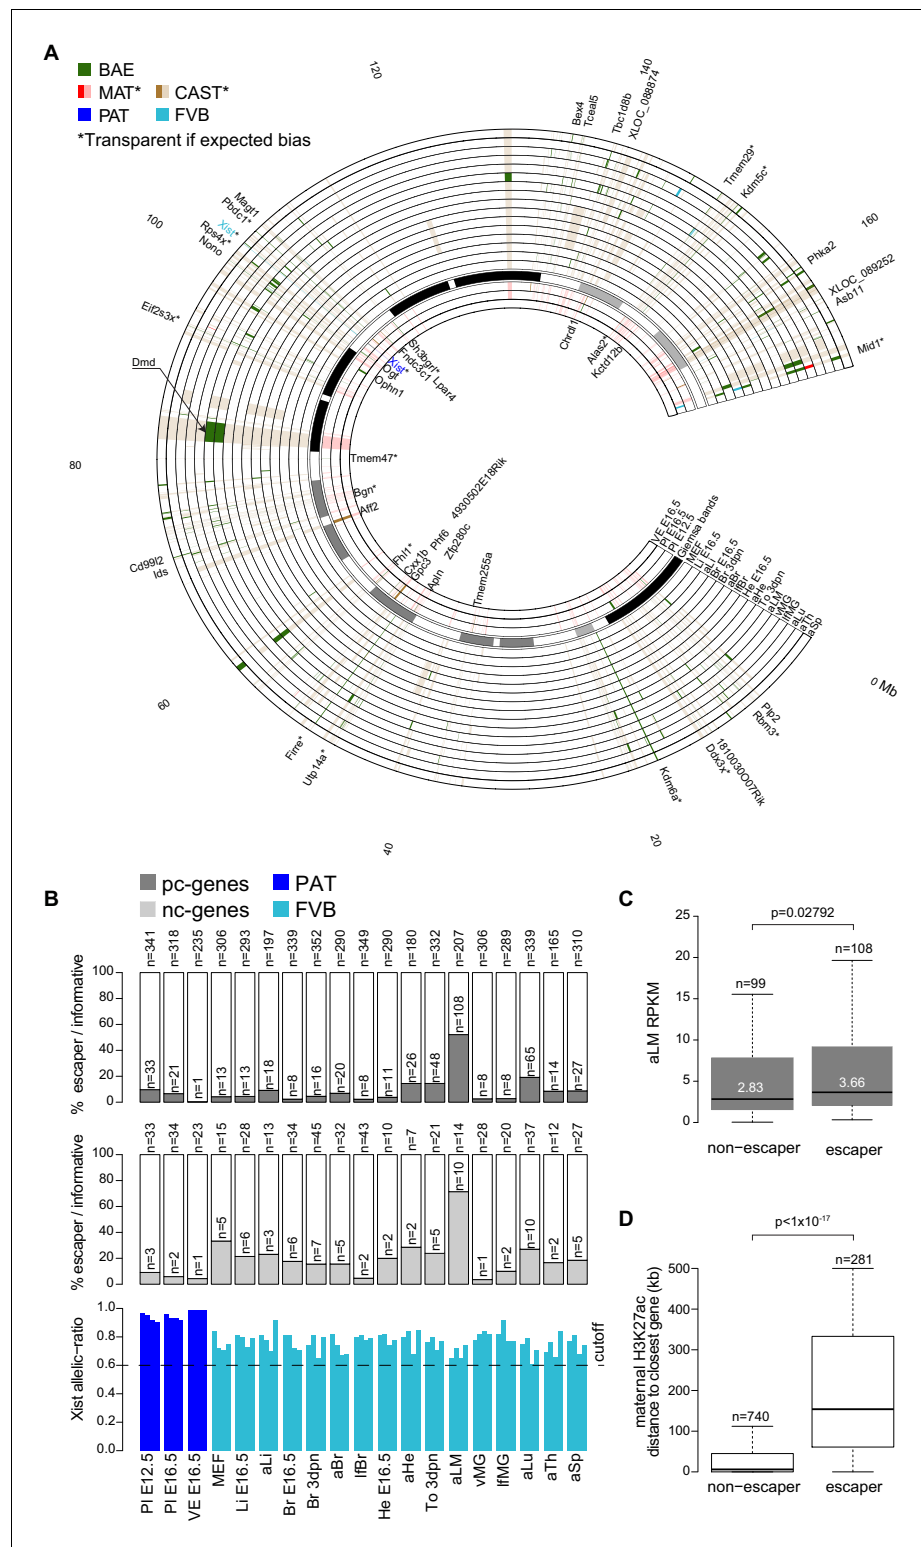 A
BAE
MAT*
CAST*
PAT
FVB
*Transparent if expected bias
120
140
160
100
80
60
40
20
0 Mb
Bex4
Tceal5
Tbc1d8b
XLOC_088874
Tmem29*
Kdm5c*
Phka2
XLOC_089252
Asb11
Mid1*
Magt1
Pbdc1*
Xist*
Rps4x*
Nono
Eif2s3x*
Dmd
Cd99l2
Ids
Firre*
Utp14a*
Kdm6a*
Ddx3x*
1810030O07Rik
Rbm3*
Plp2
Chrdl1
Alas2*
Kctd12b
Sh3bgrl*
Fndc3c1
Lpar4
Xist*
Ogt
Ophn1
Tmem47*
Bgn*
Aff2
Fhl1*
Cxx1b
Gpc3
Phf6
4930502E18Rik
Zfp280c
Apln
Tmem255a
VE E16.5
Pl E16.5
Pl E12.5
Giemsa bands
MEF
Li E16.5
aLi
Br E16.5
Br 3dpn
aBr
lfBr
He E16.5
aHe
To 3dpn
aLM
vMG
lfMG
aLu
aTh
aSp
B
pc-genes
PAT
nc-genes
FVB
n=341
n=318
n=235
n=306
n=293
n=197
n=339
n=352
n=290
n=349
n=290
n=180
n=332
n=207
n=306
n=289
n=339
n=165
n=310
% escaper / informative
100
80
60
40
20
0
n=33
n=21
n=1
n=13
n=13
n=18
n=8
n=16
n=20
n=8
n=11
n=26
n=48
n=108
n=8
n=8
n=65
n=14
n=27
n=33
n=34
n=23
n=15
n=28
n=13
n=34
n=45
n=32
n=43
n=10
n=7
n=21
n=14
n=28
n=20
n=37
n=12
n=27
% escaper / informative
100
80
60
40
20
0
n=3
n=2
n=1
n=5
n=6
n=3
n=6
n=7
n=5
n=2
n=2
n=2
n=5
n=10
n=1
n=2
n=10
n=2
n=5
Xist allelic−ratio
1.0
0.8
0.6
0.4
0.2
0.0
cutoff
Pl E12.5
Pl E16.5
VE E16.5
MEF
Li E16.5
aLi
Br E16.5
Br 3dpn
aBr
lfBr
He E16.5
aHe
To 3dpn
aLM
vMG
lfMG
aLu
aTh
aSp
C
p=0.02792
aLM RPKM
25
20
15
10
5
0
n=99
n=108
2.83
3.66
non−escaper
escaper
D
p<1x10⁻¹⁷
maternal H3K27ac
distance to closest gene (kb)
500
400
300
200
100
0
n=740
n=281
non−escaper
escaper